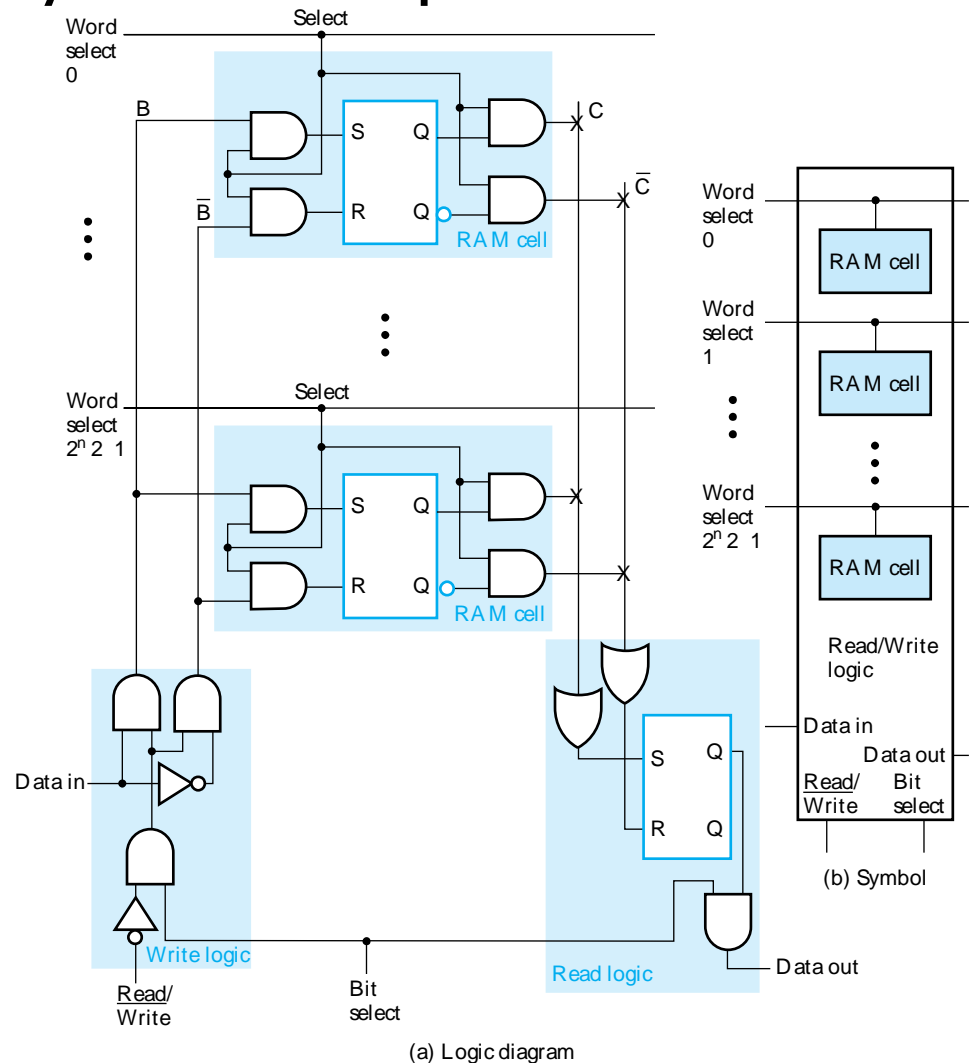 Select
Word
select
0
B
S
Q
C
R
Q
B̅
C̅
RAM cell
Select
Word
select
2ⁿ 2 1
S
Q
R
Q
RAM cell
Data in
Write logic
Read/
Write
Bit
select
S
Q
R
Q
Read logic
Data out
(a) Logic diagram
Word
select
0
RAM cell
Word
select
1
RAM cell
Word
select
2ⁿ 2 1
RAM cell
Read/Write
logic
Data in
Data out
Read/
Write
Bit
select
(b) Symbol